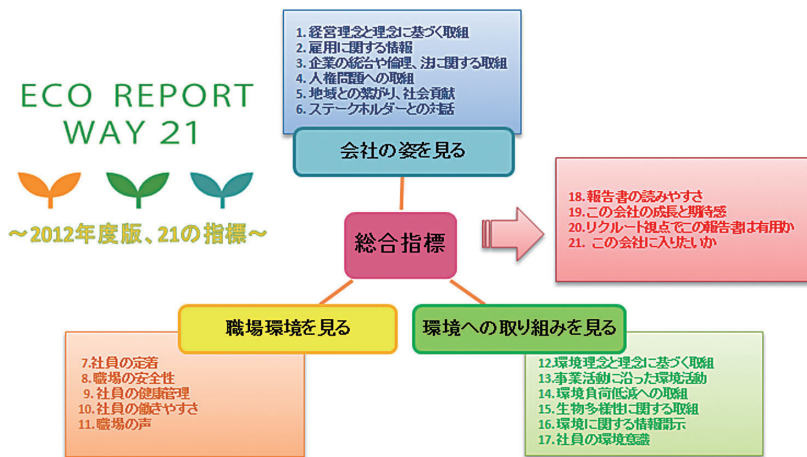 ECO REPORT
WAY 21
~2012年度版、21の指標~
1. 経営理念と理念に基づく取組
2. 雇用に関する情報
3. 企業の統治や倫理、法に関する取組
4. 人権問題への取組
5. 地域との繋がり、社会貢献
6. ステークホルダーとの対話
会社の姿を見る
総合指標
18. 報告書の読みやすさ
19. この会社の成長と期待感
20. リクルート視点でこの報告書は有用か
21. この会社に入りたいか
職場環境を見る
7. 社員の定着
8. 職場の安全性
9. 社員の健康管理
10. 社員の働きやすさ
11. 職場の声
環境への取り組みを見る
12. 環境理念と理念に基づく取組
13. 事業活動に沿った環境活動
14. 環境負荷低減への取組
15. 生物多様性に関する取組
16. 環境に関する情報開示
17. 社員の環境意識